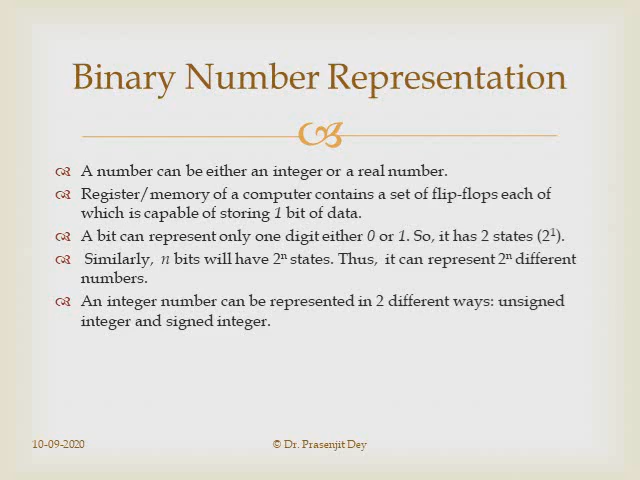 Binary Number Representation
A number can be either an integer or a real number.
Register/memory of a computer contains a set of flip-flops each of
which is capable of storing 1 bit of data.
A bit can represent only one digit either 0 or 1. So, it has 2 states (2¹).
Similarly, n bits will have 2ⁿ states. Thus, it can represent 2ⁿ different
numbers.
An integer number can be represented in 2 different ways: unsigned
integer and signed integer.
10-09-2020
© Dr. Prasenjit Dey